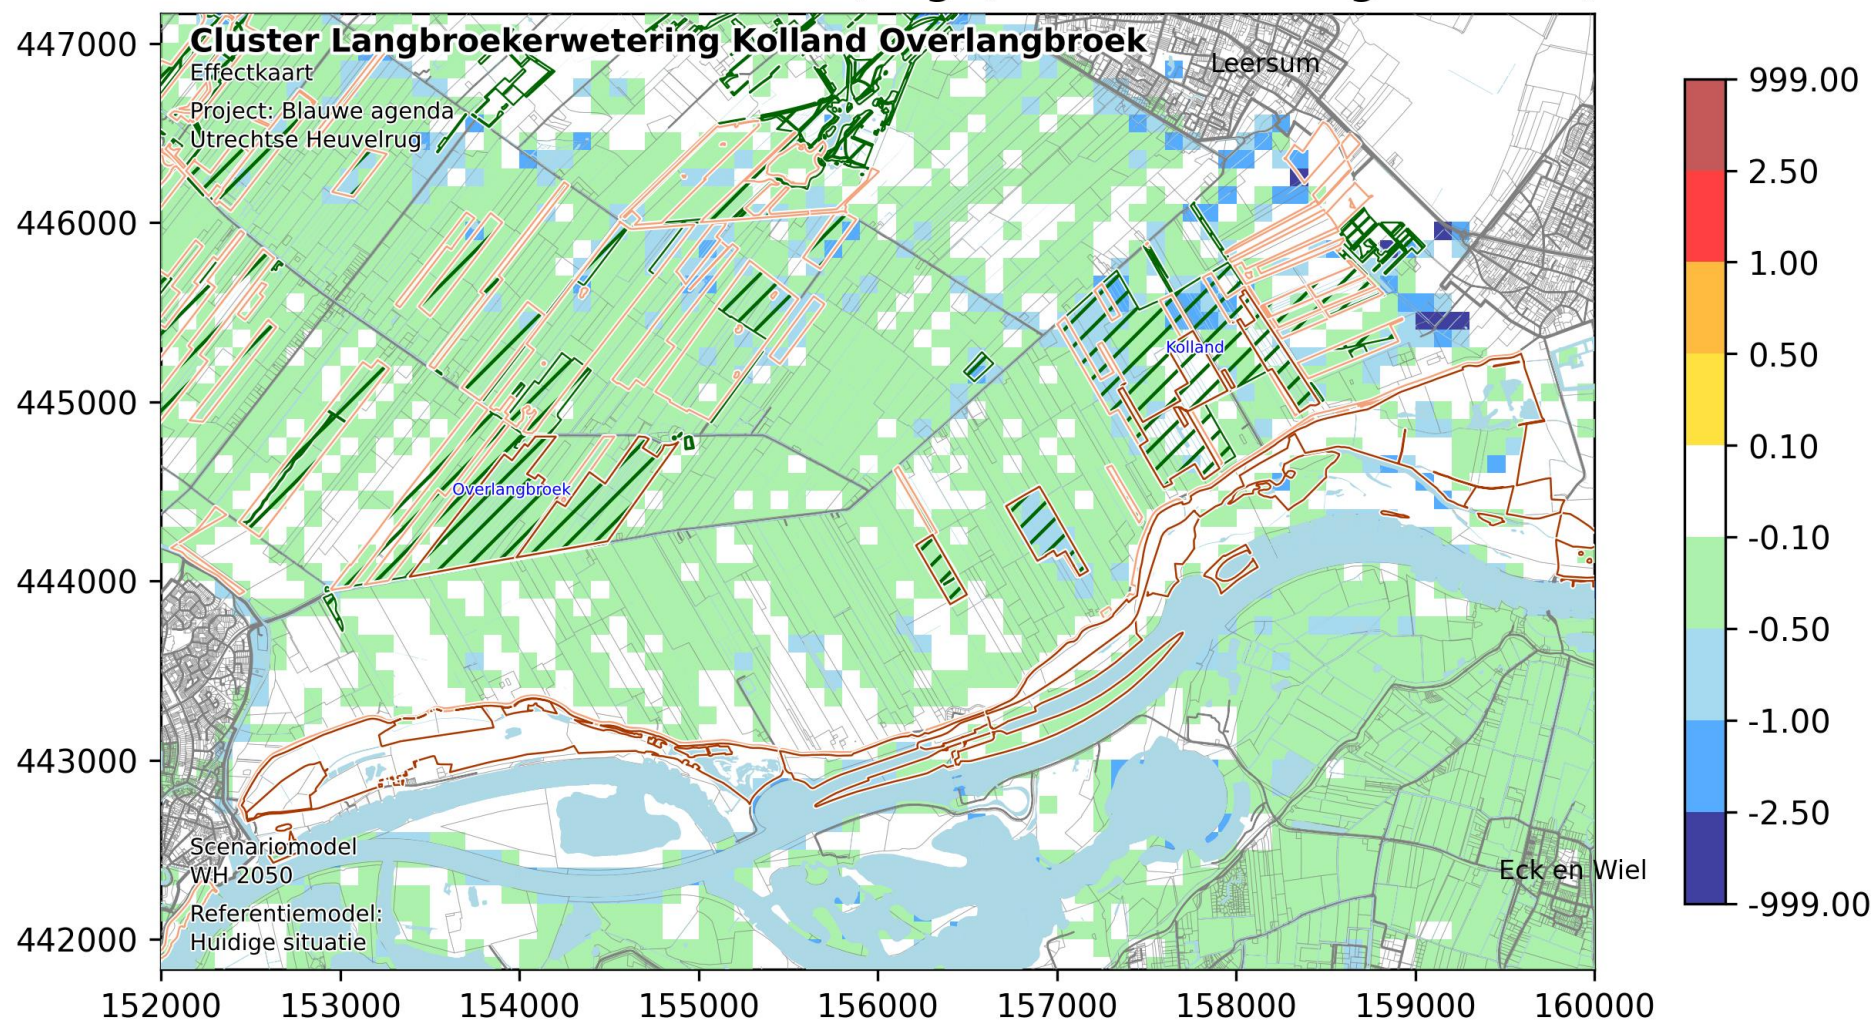 Cluster Langbroekerwetering Kolland Overlangbroek
Effectkaart
Project: Blauwe agenda
Utrechtse Heuvelrug
Leersum
Kolland
Overlangbroek
Eck en Wiel
Scenariomodel
WH 2050
Referentiemodel:
Huidige situatie
447000
446000
445000
444000
443000
442000
152000 153000 154000 155000 156000 157000 158000 159000 160000
999.00
2.50
1.00
0.50
0.10
-0.10
-0.50
-1.00
-2.50
-999.00